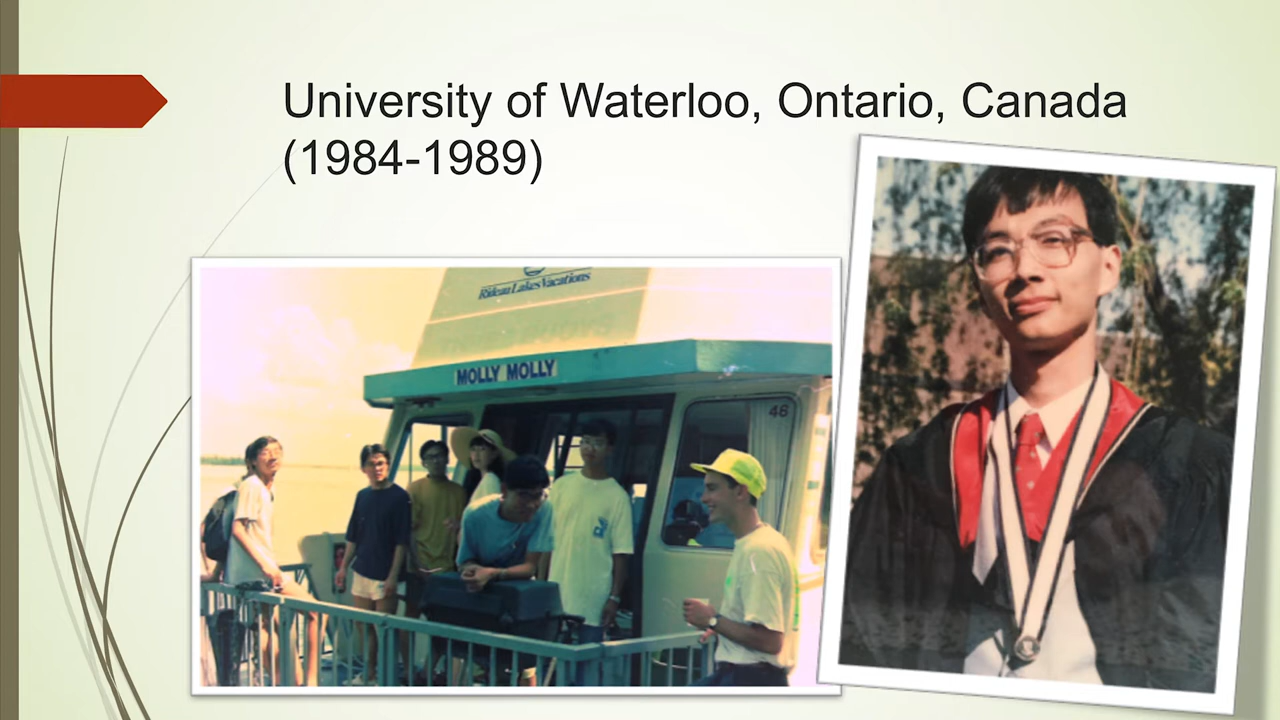 University of Waterloo, Ontario, Canada
(1984-1989)
Rideau Lakes Vacations
MOLLY MOLLY
46